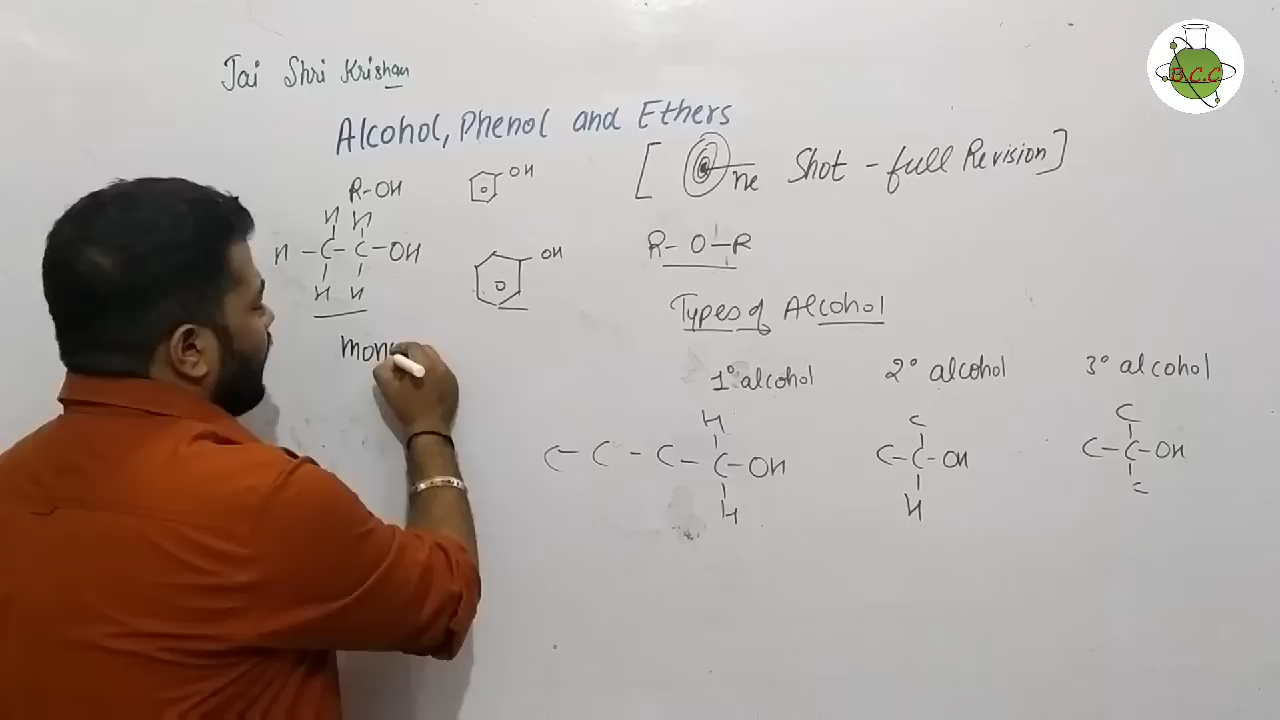 Jai Shri Krishan
B.C.C
Alcohol, Phenol and Ethers
[ One Shot - full Revision ]
R-OH
OH
H H
H - C - C - OH
H H
OH
R- O - R
Types of Alcohol
mon
1° alcohol
2° alcohol
3° alcohol
H
C - C - C - C - OH
H
C
C - C - OH
H
C
C - C - OH
C